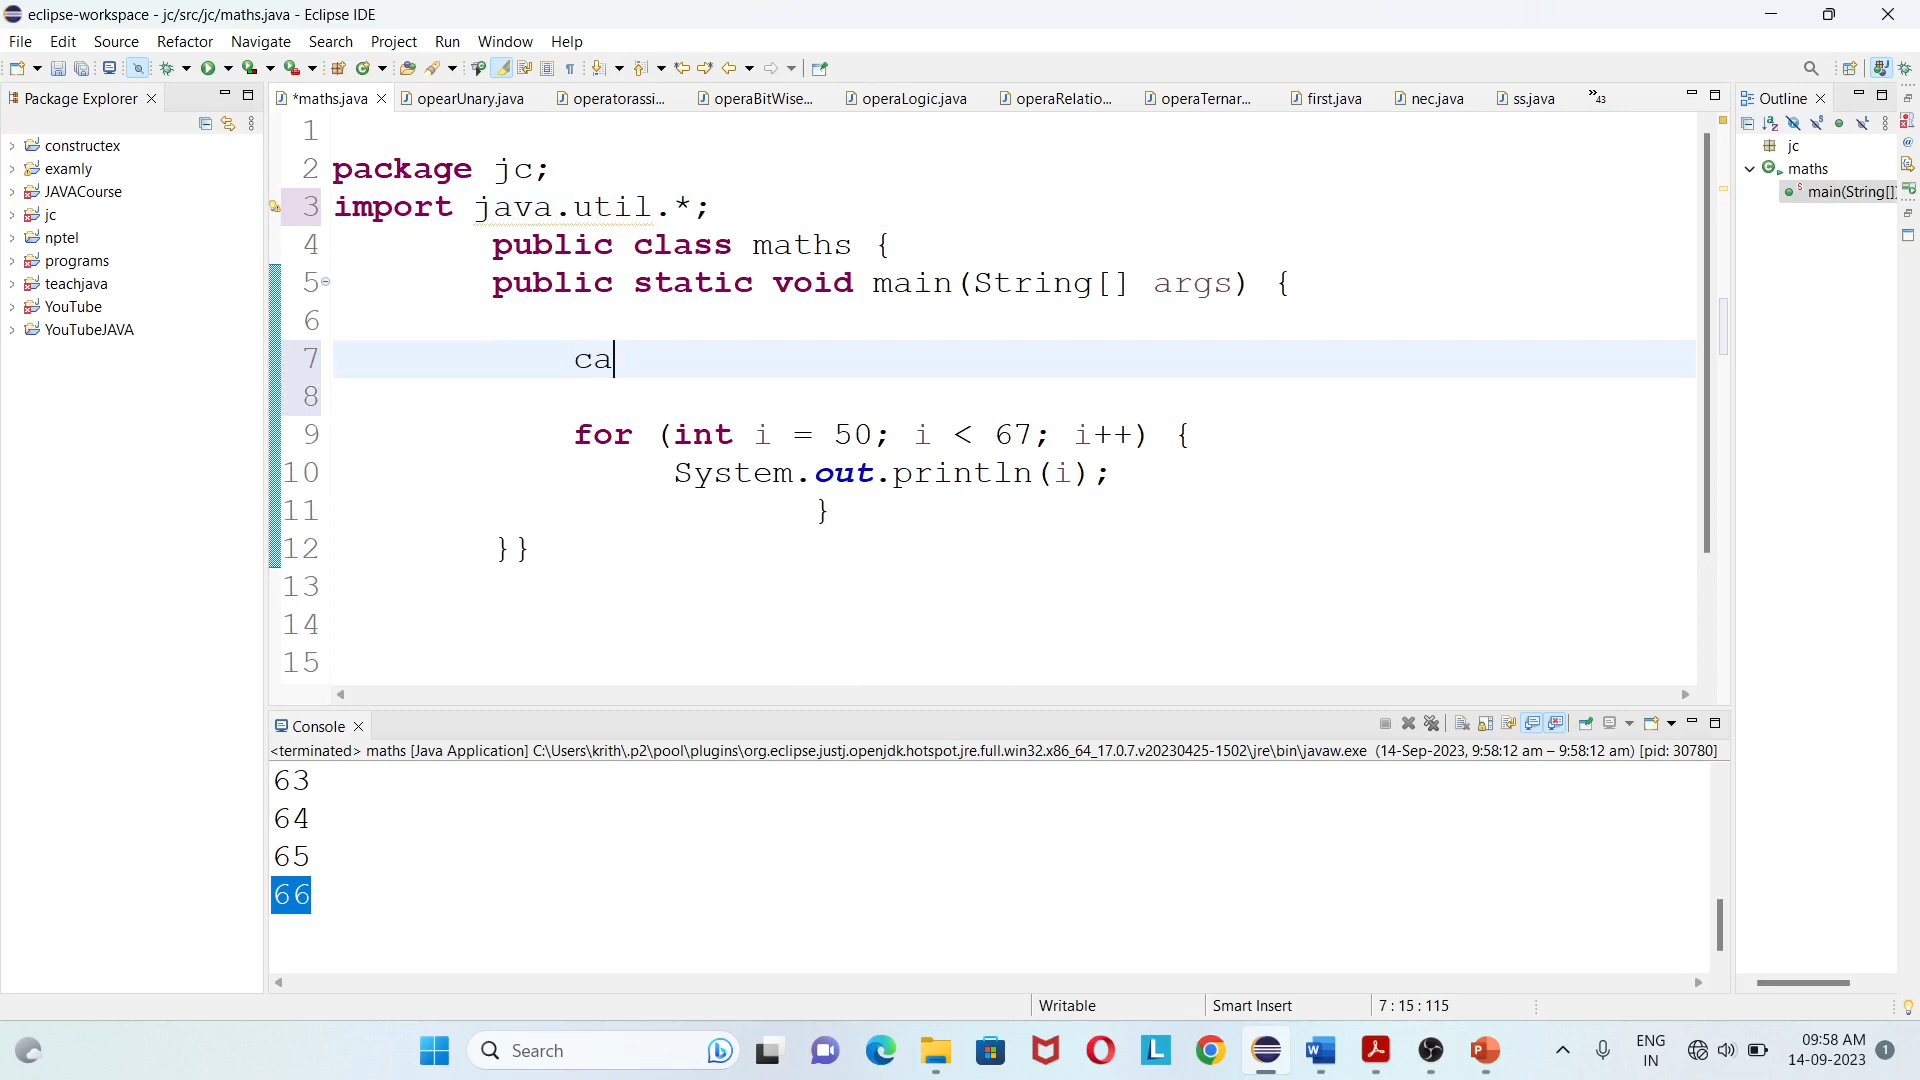 eclipse-workspace - jc/src/jc/maths.java - Eclipse IDE
File Edit Source Refactor Navigate Search Project Run Window Help
Package Explorer
*maths.java opearUnary.java operatorassi... operaBitWise... operaLogic.java operaRelatio... operaTernar... first.java nec.java ss.java »43
Outline
constructex
examly
JAVACourse
jc
nptel
programs
teachjava
YouTube
YouTubeJAVA
1
2 package jc;
3 import java.util.*;
4 public class maths {
5 public static void main(String[] args) {
6
7 ca
8
9 for (int i = 50; i < 67; i++) {
10 System.out.println(i);
11 }
12 }}
13
14
15
jc
maths
main(String[])
Console
<terminated> maths [Java Application] C:\Users\krith\.p2\pool\plugins\org.eclipse.justj.openjdk.hotspot.jre.full.win32.x86_64_17.0.7.v20230425-1502\jre\bin\javaw.exe (14-Sep-2023, 9:58:12 am – 9:58:12 am) [pid: 30780]
63
64
65
66
Writable Smart Insert 7 : 15 : 115
Search
ENG
IN
09:58 AM
14-09-2023
1